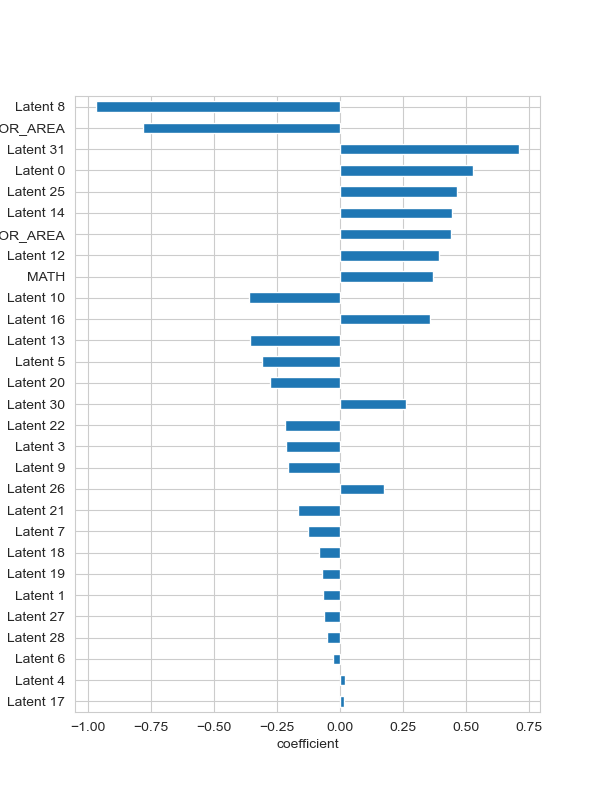 Latent 8
OR_AREA
Latent 31
Latent 0
Latent 25
Latent 14
OR_AREA
Latent 12
MATH
Latent 10
Latent 16
Latent 13
Latent 5
Latent 20
Latent 30
Latent 22
Latent 3
Latent 9
Latent 26
Latent 21
Latent 7
Latent 18
Latent 19
Latent 1
Latent 27
Latent 28
Latent 6
Latent 4
Latent 17
−1.00 −0.75 −0.50 −0.25 0.00 0.25 0.50 0.75
coefficient